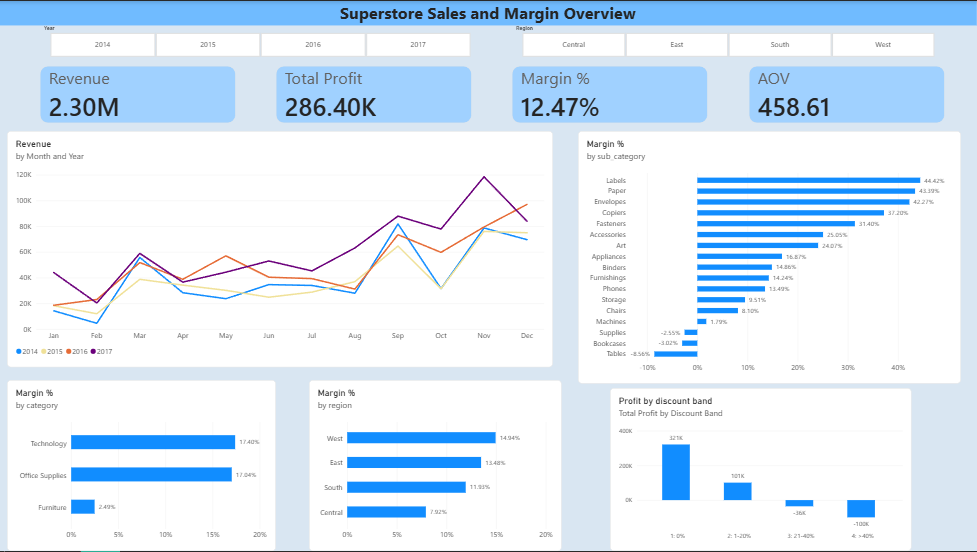 Superstore Sales and Margin Overview
Year
Region
2014 2015 2016 2017
Central East South West
Revenue
2.30M
Total Profit
286.40K
Margin %
12.47%
AOV
458.61
Revenue
by Month and Year
120K
100K
80K
60K
40K
20K
0K
Jan Feb Mar Apr May Jun Jul Aug Sep Oct Nov Dec
2014 2015 2016 2017
Margin %
by sub_category
Labels 44.42%
Paper 43.39%
Envelopes 42.27%
Copiers 37.20%
Fasteners 31.40%
Accessories 25.05%
Art 24.07%
Appliances 16.87%
Binders 14.86%
Furnishings 14.24%
Phones 13.49%
Storage 9.51%
Chairs 8.10%
Machines 1.79%
Supplies -2.55%
Bookcases -3.02%
Tables -8.56%
-10% 0% 10% 20% 30% 40%
Margin %
by category
Technology 17.40%
Office Supplies 17.04%
Furniture 2.49%
0% 5% 10% 15% 20%
Margin %
by region
West 14.94%
East 13.48%
South 11.93%
Central 7.92%
0% 5% 10% 15% 20%
Profit by discount band
Total Profit by Discount Band
400K
200K
0K
321K
101K
-36K
-100K
1: 0% 2: 1-20% 3: 21-40% 4: >40%